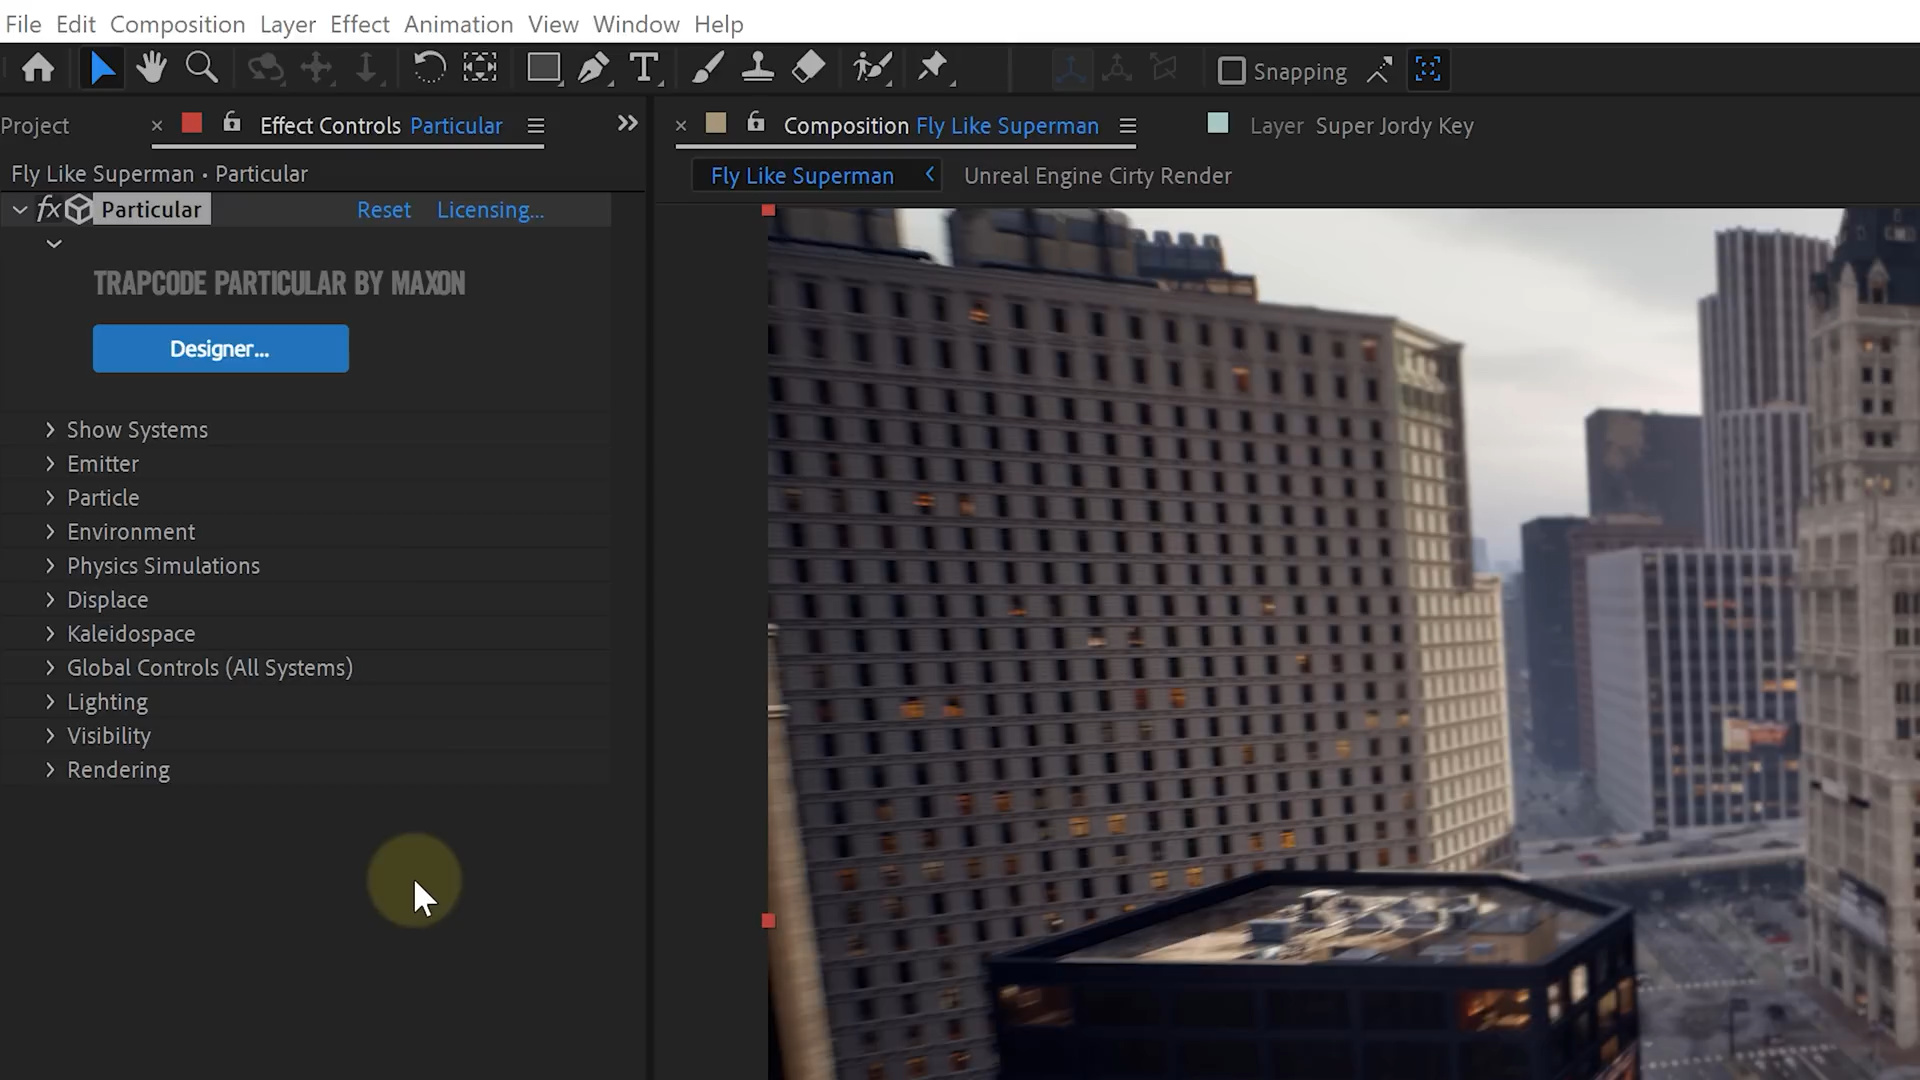 File Edit Composition Layer Effect Animation View Window Help
Snapping
Project × Effect Controls Particular
× Composition Fly Like Superman
Layer Super Jordy Key
Fly Like Superman • Particular
Fly Like Superman
Unreal Engine Cirty Render
fx Particular Reset Licensing...
TRAPCODE PARTICULAR BY MAXON
Designer...
Show Systems
Emitter
Particle
Environment
Physics Simulations
Displace
Kaleidospace
Global Controls (All Systems)
Lighting
Visibility
Rendering